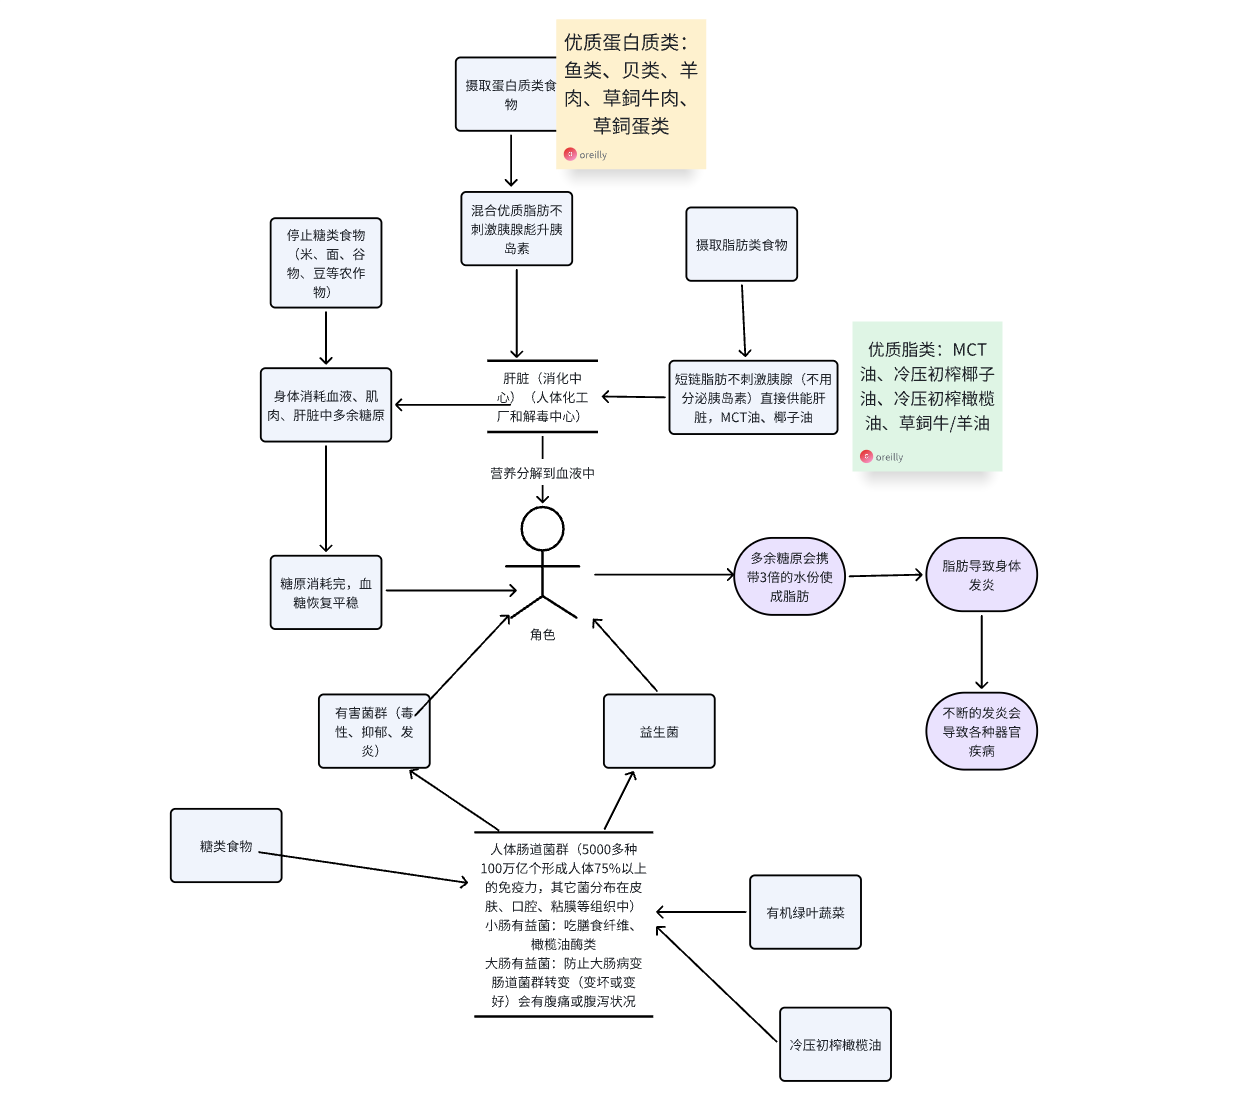 优质蛋白质类：
鱼类、贝类、羊
肉、草飼牛肉、
草飼蛋类
oreilly
摄取蛋白质类食
物
混合优质脂肪不
刺激胰腺彪升胰
岛素
摄取脂肪类食物
停止糖类食物
（米、面、谷
物、豆等农作
物）
优质脂类：MCT
油、冷压初榨椰子
油、冷压初榨橄榄
油、草飼牛/羊油
oreilly
身体消耗血液、肌
肉、肝脏中多余糖原
肝脏（消化中
心）（人体化工
厂和解毒中心）
短链脂肪不刺激胰腺（不用
分泌胰岛素）直接供能肝
脏，MCT油、椰子油
营养分解到血液中
糖原消耗完，血
糖恢复平稳
角色
多余糖原会携
带3倍的水份使
成脂肪
脂肪导致身体
发炎
不断的发炎会
导致各种器官
疾病
有害菌群（毒
性、抑郁、发
炎）
益生菌
糖类食物
人体肠道菌群（5000多种
100万亿个形成人体75%以上
的免疫力，其它菌分布在皮
肤、口腔、粘膜等组织中）
小肠有益菌：吃膳食纤维、
橄榄油酶类
大肠有益菌：防止大肠病变
肠道菌群转变（变坏或变
好）会有腹痛或腹泻状况
有机绿叶蔬菜
冷压初榨橄榄油